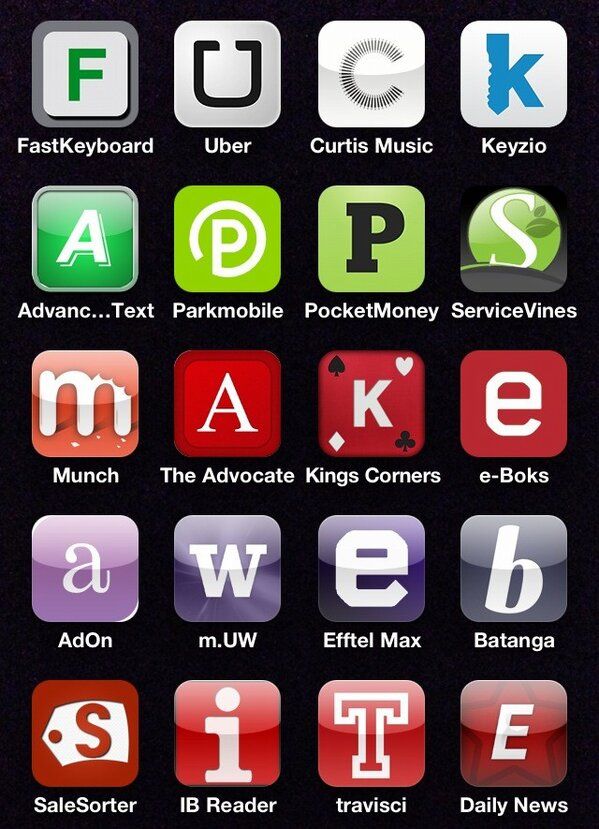 F U C k
FastKeyboard Uber Curtis Music Keyzio
A P P S
Advanc...Text Parkmobile PocketMoney ServiceVines
m A K e
Munch The Advocate Kings Corners e-Boks
a w e b
AdOn m.UW Efftel Max Batanga
S i T E
SaleSorter IB Reader travisci Daily News